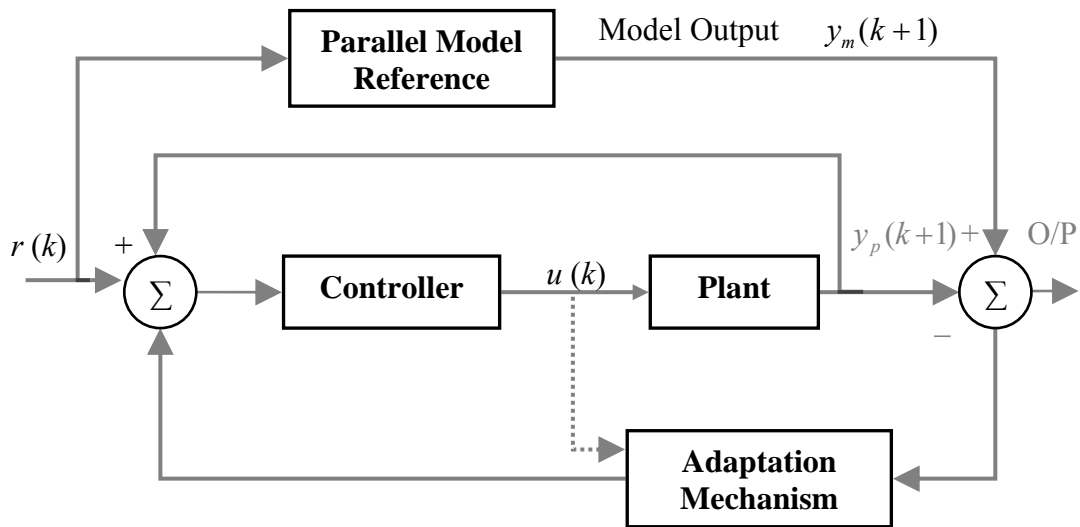 Parallel Model
Reference
Model Output
y_m(k+1)
r(k)
+
y_p(k+1)
+
O/P
∑
Controller
u(k)
Plant
∑
−
Adaptation
Mechanism